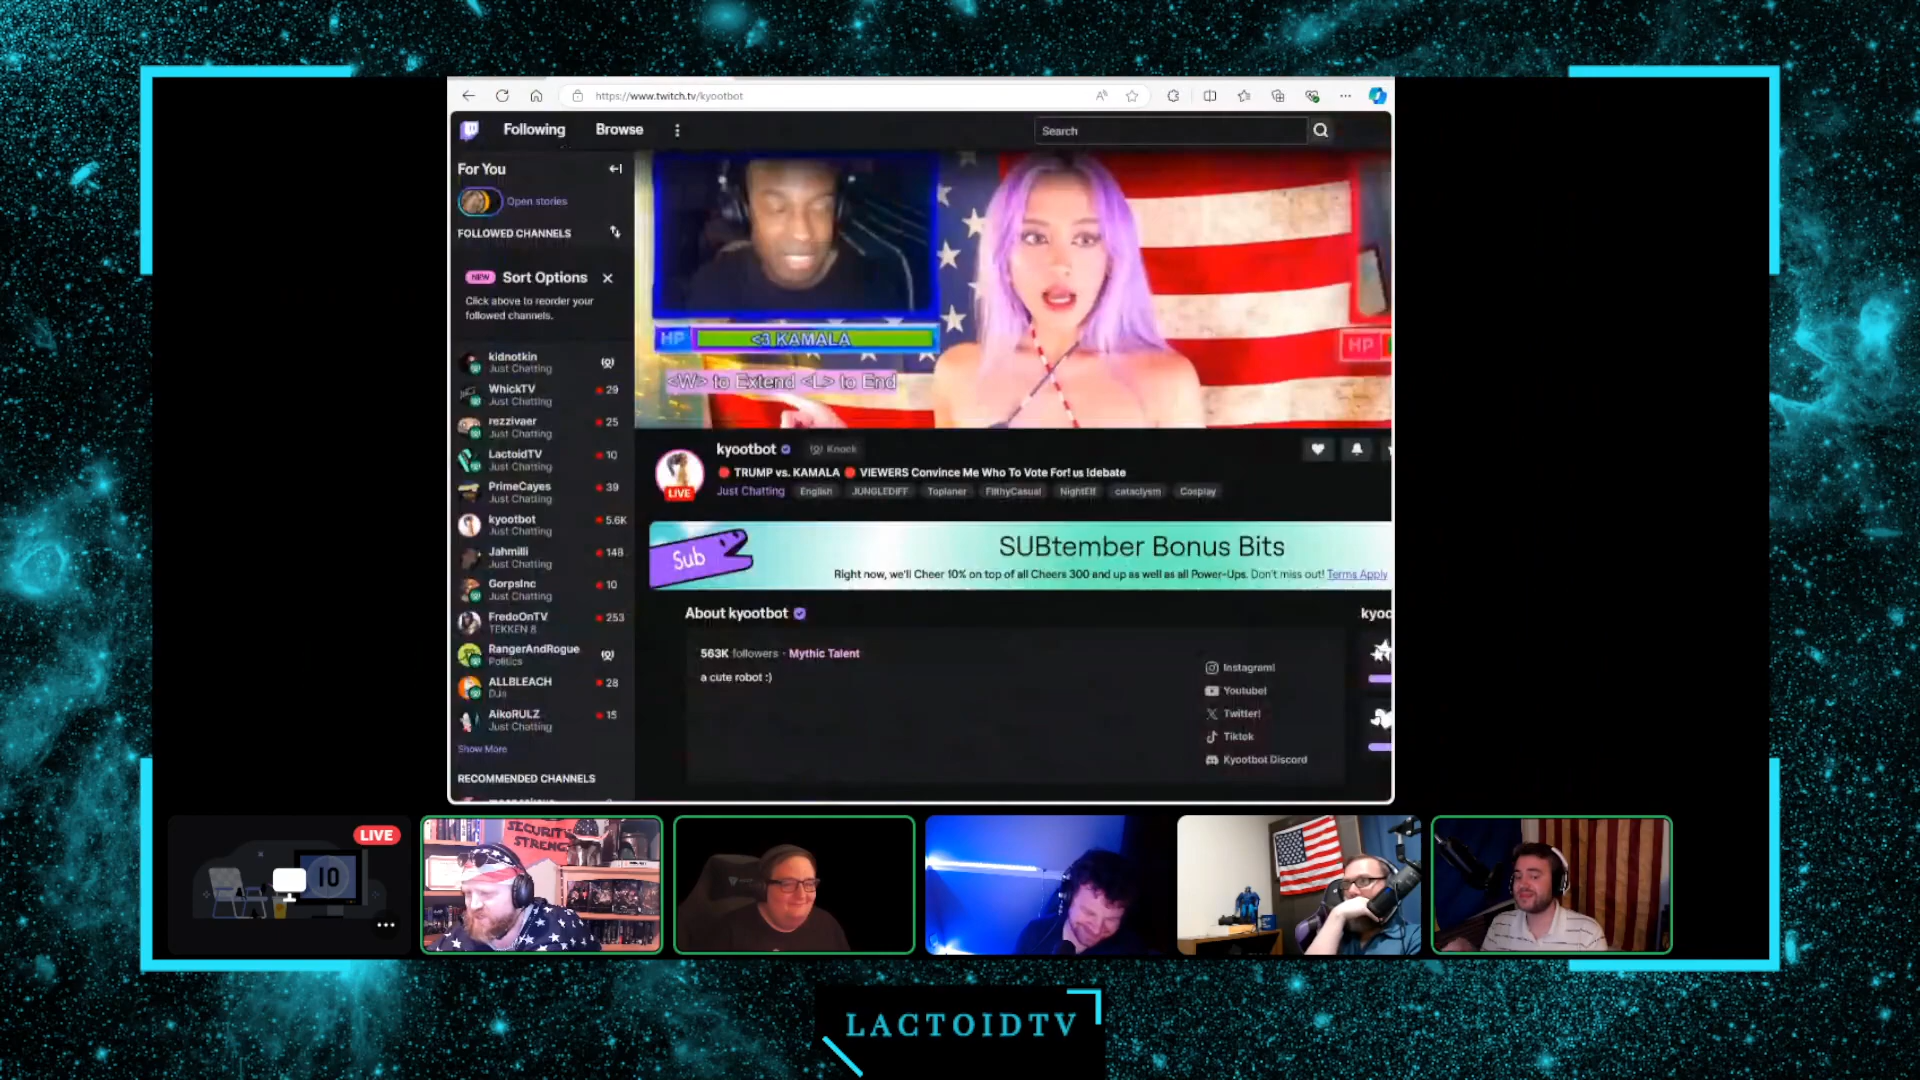 https://www.twitch.tv/kyootbot
Following
Browse
Search
For You
Open stories
FOLLOWED CHANNELS
NEW Sort Options
Click above to reorder your
followed channels.
kidnotkin
Just Chatting
WhickTV 29
Just Chatting
rezzivaer 25
Just Chatting
LactoidTV 10
Just Chatting
PrimeCayes 39
Just Chatting
kyootbot 5.6K
Just Chatting
Jahmilli 148
Just Chatting
GorpsInc 10
Just Chatting
FredoOnTV 253
TEKKEN 8
RangerAndRogue
Politics
ALLBLEACH 28
DJs
AikoRULZ 15
Just Chatting
Show More
RECOMMENDED CHANNELS
HP <3 KAMALA
<W> to Extend <L> to End
HP
LIVE
kyootbot Knock
TRUMP vs. KAMALA VIEWERS Convince Me Who To Vote For! us !debate
Just Chatting English JUNGLEDIFF Toplaner FilthyCasual NightElf cataclysm Cosplay
Sub
SUBtember Bonus Bits
Right now, we'll Cheer 10% on top of all Cheers 300 and up as well as all Power-Ups. Don't miss out! Terms Apply
About kyootbot
kyoo
563K followers · Mythic Talent
a cute robot :)
Instagram!
Youtube!
Twitter!
Tiktok
Kyootbot Discord
LIVE
10
SECURITY
STRENG
LACTOIDTV